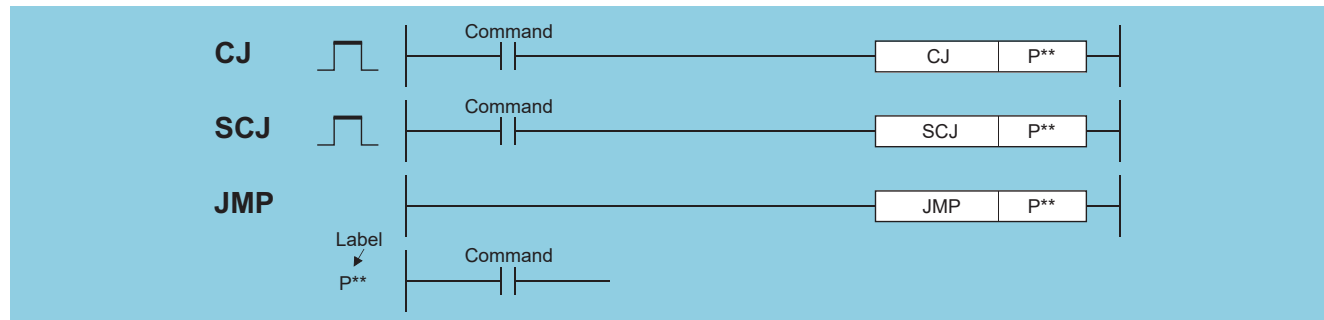 Command
CJ CJ P**
Command
SCJ SCJ P**
JMP JMP P**
Label
Command
P**